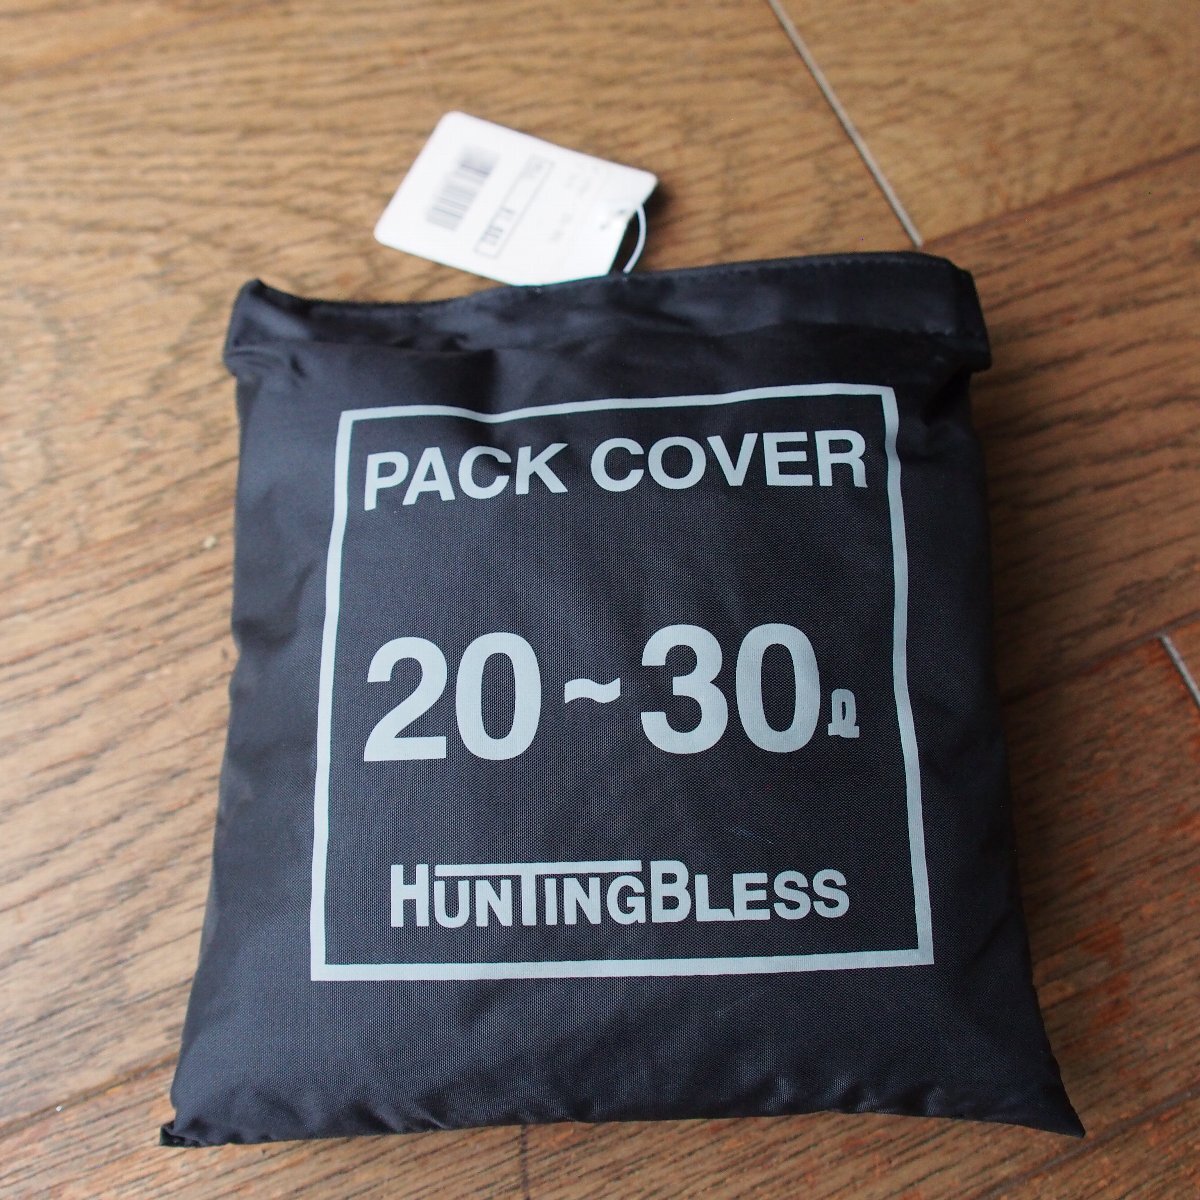 PACK COVER
20~30ℓ
HUNTINGBLESS